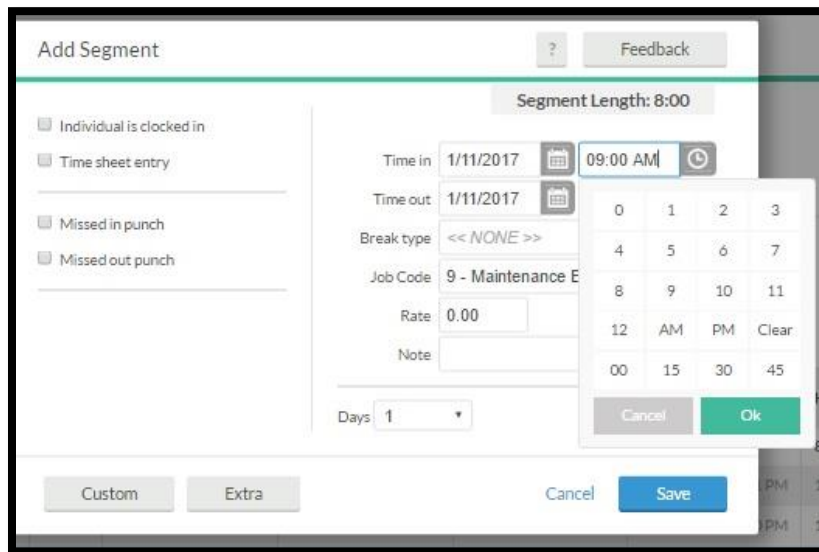 Add Segment
?
Feedback
Segment Length: 8:00
Individual is clocked in
Time sheet entry
Missed in punch
Missed out punch
Time in 1/11/2017 09:00 AM
Time out 1/11/2017
Break type << NONE >>
Job Code 9 - Maintenance E
Rate 0.00
Note
Days 1
0 1 2 3
4 5 6 7
8 9 10 11
12 AM PM Clear
00 15 30 45
Cancel Ok
Custom Extra Cancel Save
PM
PM